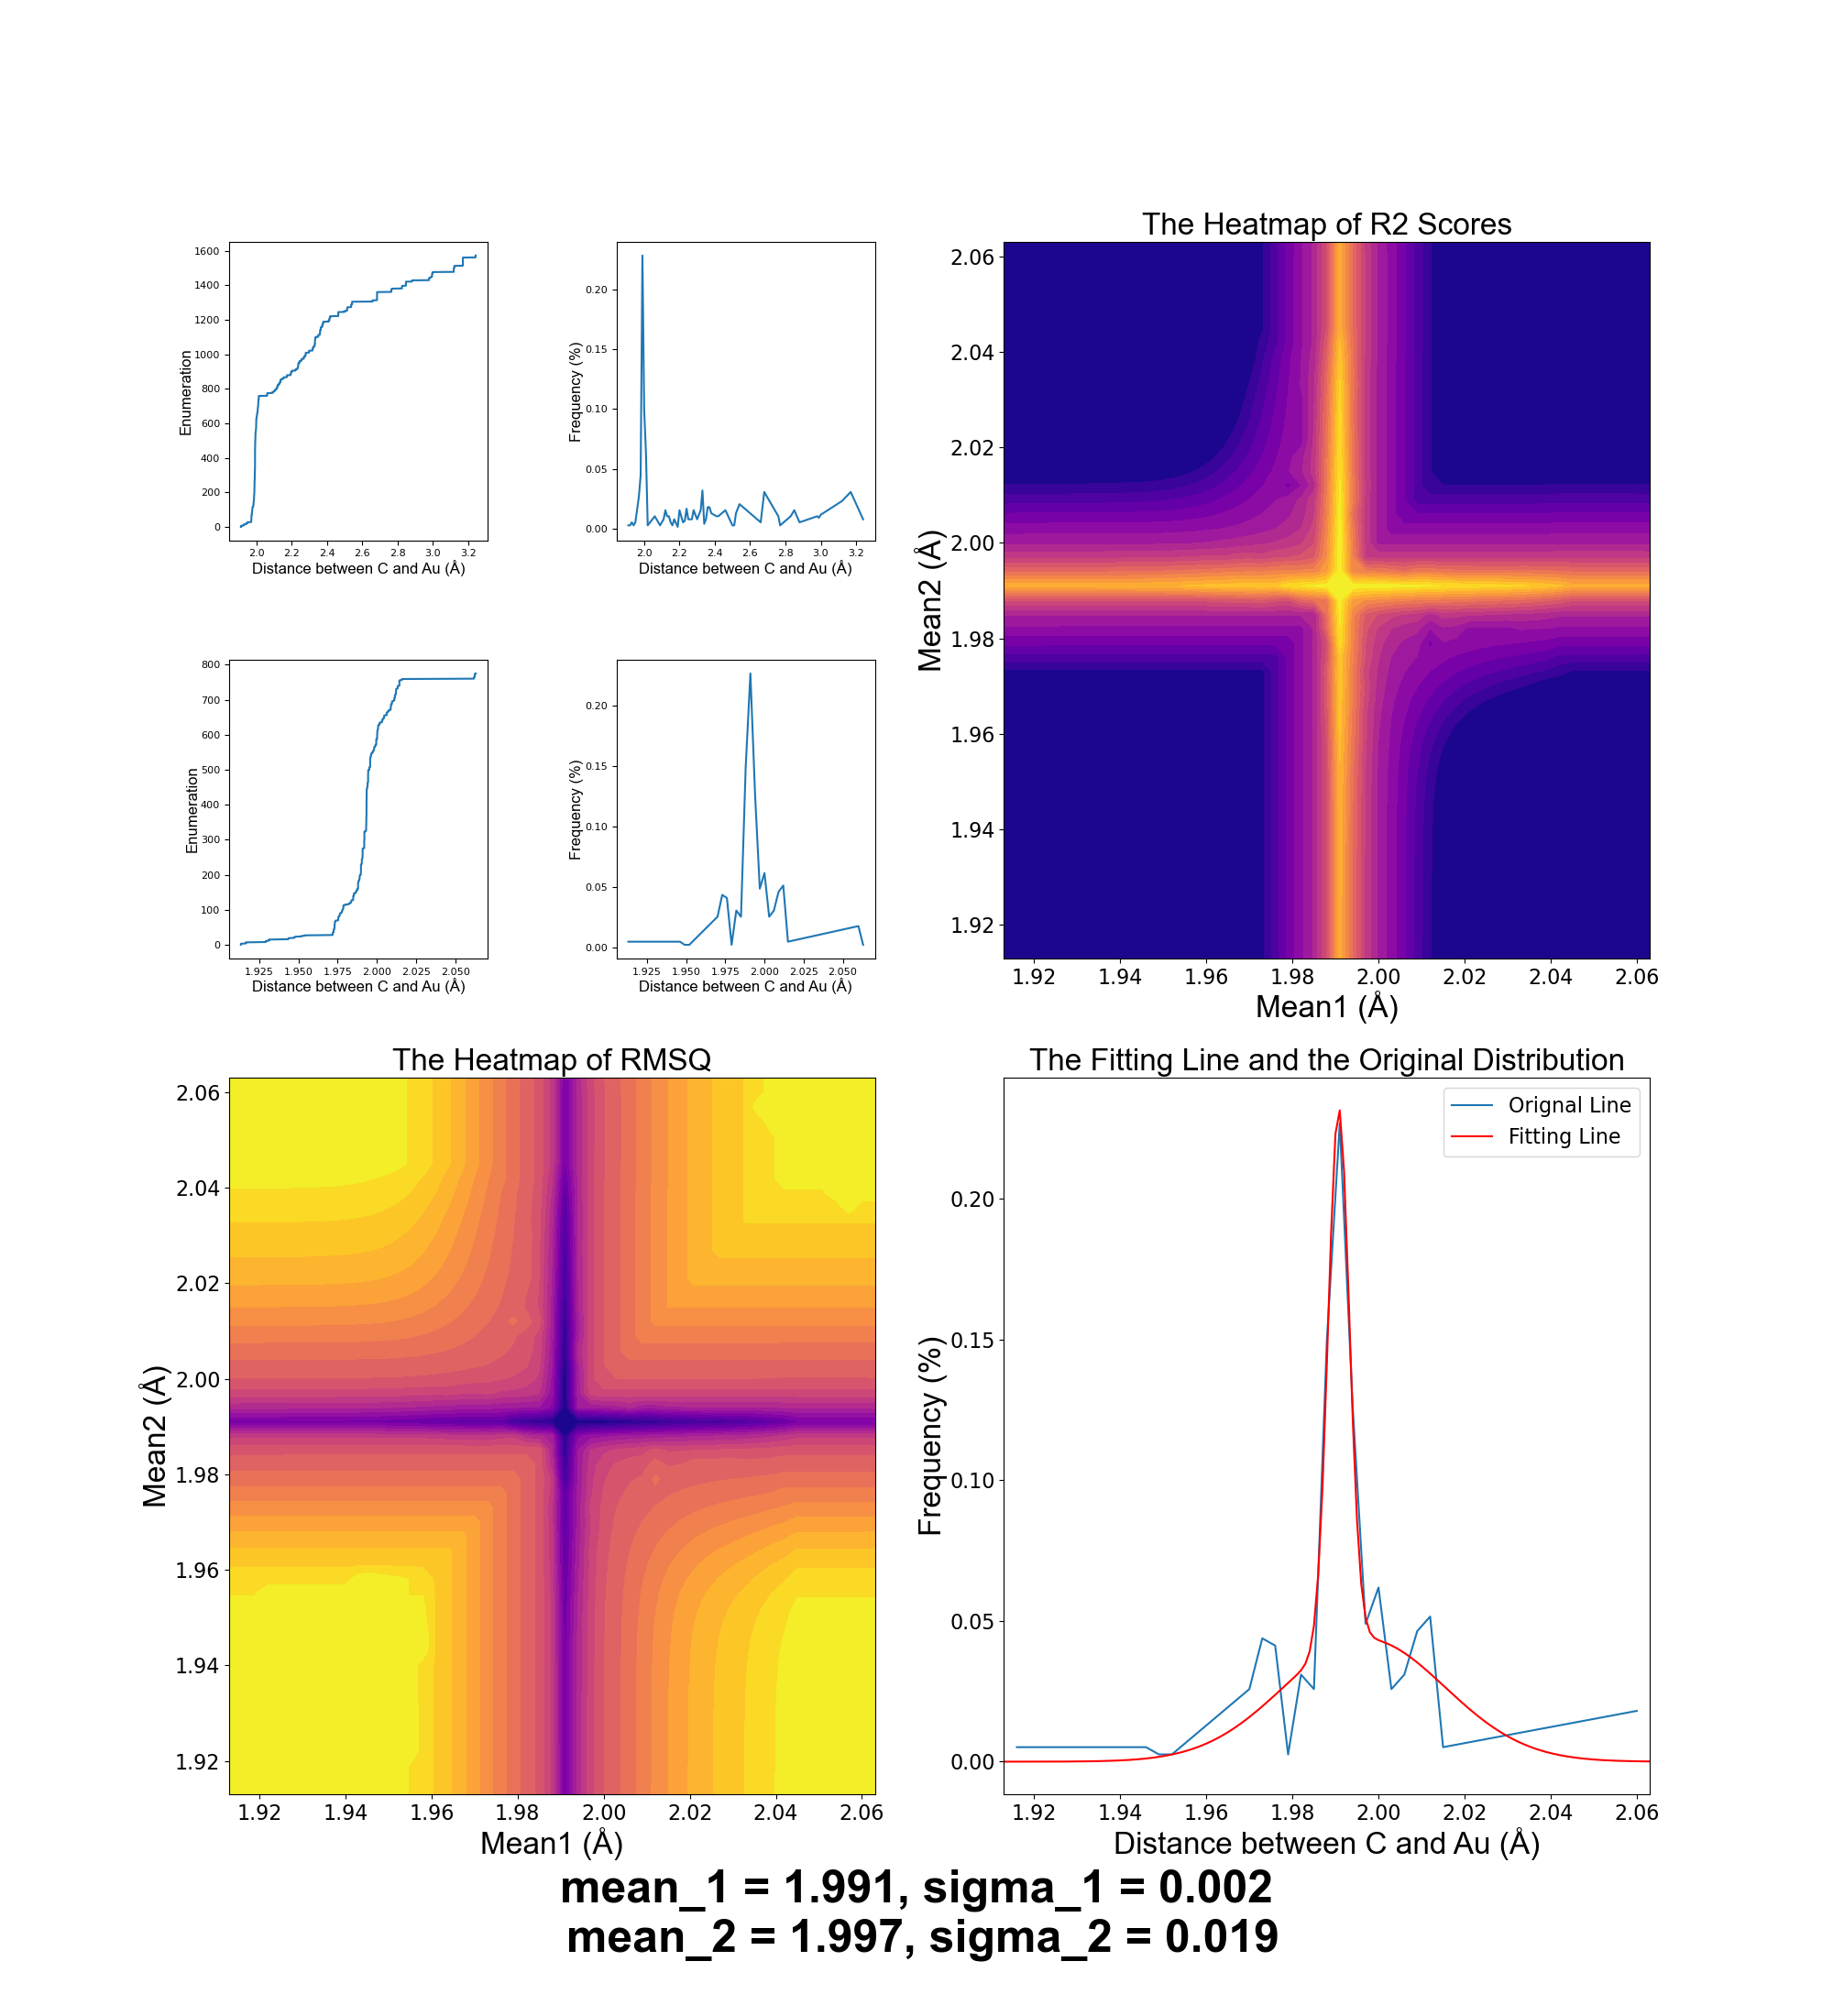 The Heatmap of R2 Scores
1600
1400
1200
1000
800
600
400
200
0
Enumeration
2.0 2.2 2.4 2.6 2.8 3.0 3.2
Distance between C and Au (Å)
0.20
0.15
0.10
0.05
0.00
Frequency (%)
2.0 2.2 2.4 2.6 2.8 3.0 3.2
Distance between C and Au (Å)
2.06
2.04
2.02
2.00
1.98
1.96
1.94
1.92
Mean2 (Å)
1.92 1.94 1.96 1.98 2.00 2.02 2.04 2.06
Mean1 (Å)
800
700
600
500
400
300
200
100
0
Enumeration
1.925 1.950 1.975 2.000 2.025 2.050
Distance between C and Au (Å)
0.20
0.15
0.10
0.05
0.00
Frequency (%)
1.925 1.950 1.975 2.000 2.025 2.050
Distance between C and Au (Å)
The Heatmap of RMSQ
2.06
2.04
2.02
2.00
1.98
1.96
1.94
1.92
Mean2 (Å)
1.92 1.94 1.96 1.98 2.00 2.02 2.04 2.06
Mean1 (Å)
The Fitting Line and the Original Distribution
Orignal Line
Fitting Line
0.20
0.15
0.10
0.05
0.00
Frequency (%)
1.92 1.94 1.96 1.98 2.00 2.02 2.04 2.06
Distance between C and Au (Å)
mean_1 = 1.991, sigma_1 = 0.002
mean_2 = 1.997, sigma_2 = 0.019